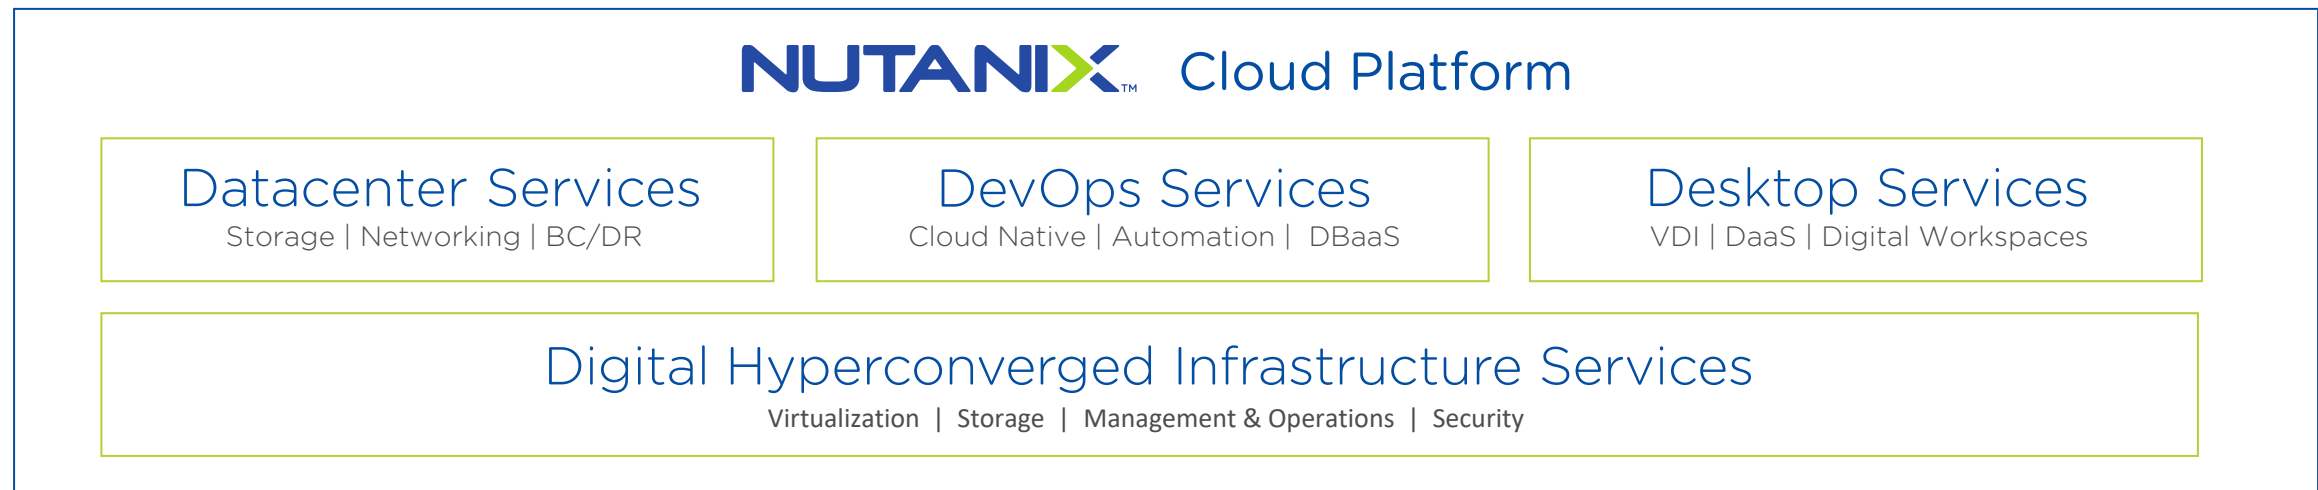 NUTANIX™ Cloud Platform
Datacenter Services
Storage | Networking | BC/DR
DevOps Services
Cloud Native | Automation | DBaaS
Desktop Services
VDI | DaaS | Digital Workspaces
Digital Hyperconverged Infrastructure Services
Virtualization | Storage | Management & Operations | Security